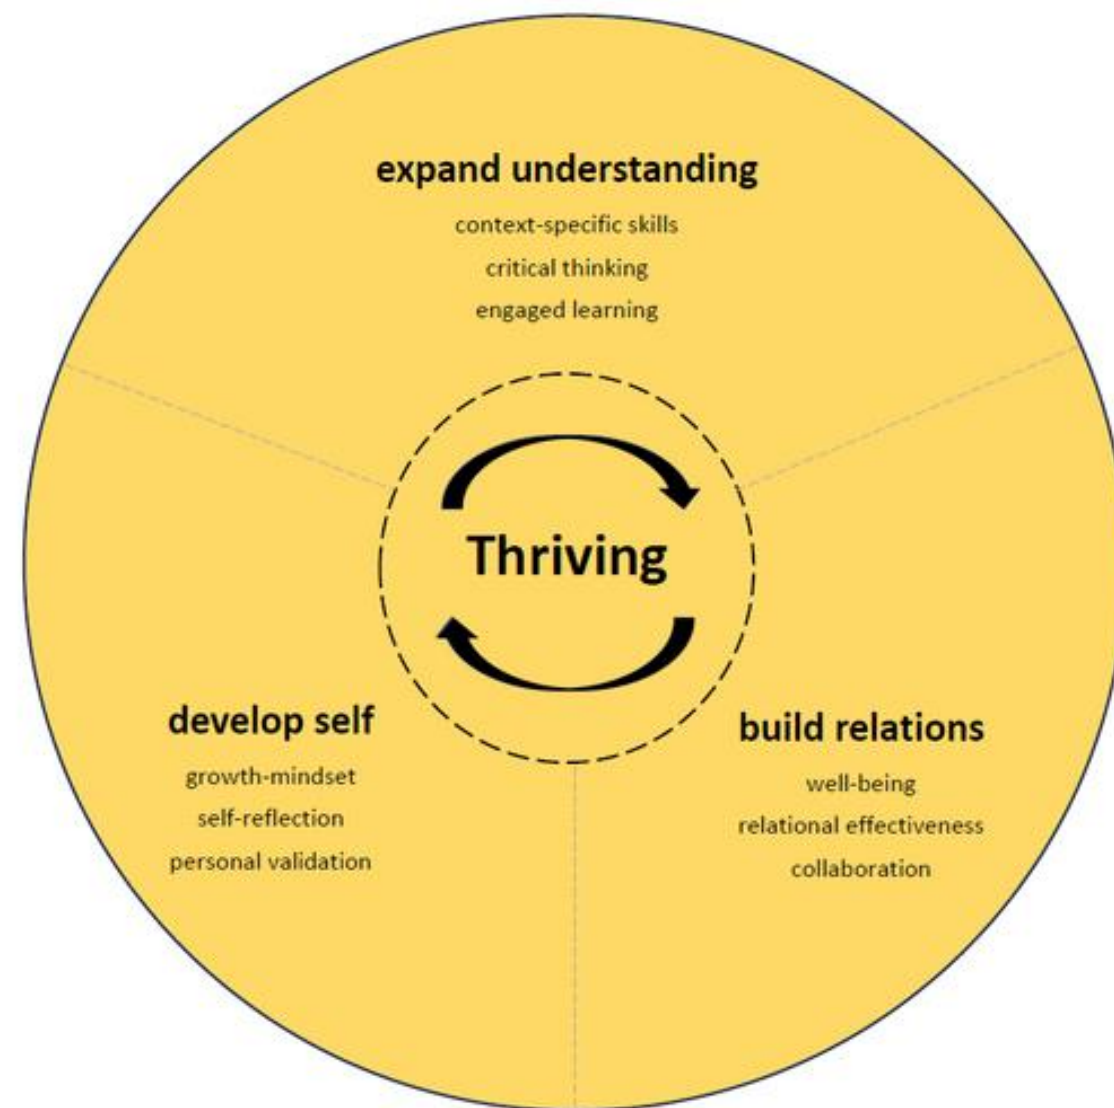 expand understanding
context-specific skills
critical thinking
engaged learning
Thriving
develop self
growth-mindset
self-reflection
personal validation
build relations
well-being
relational effectiveness
collaboration